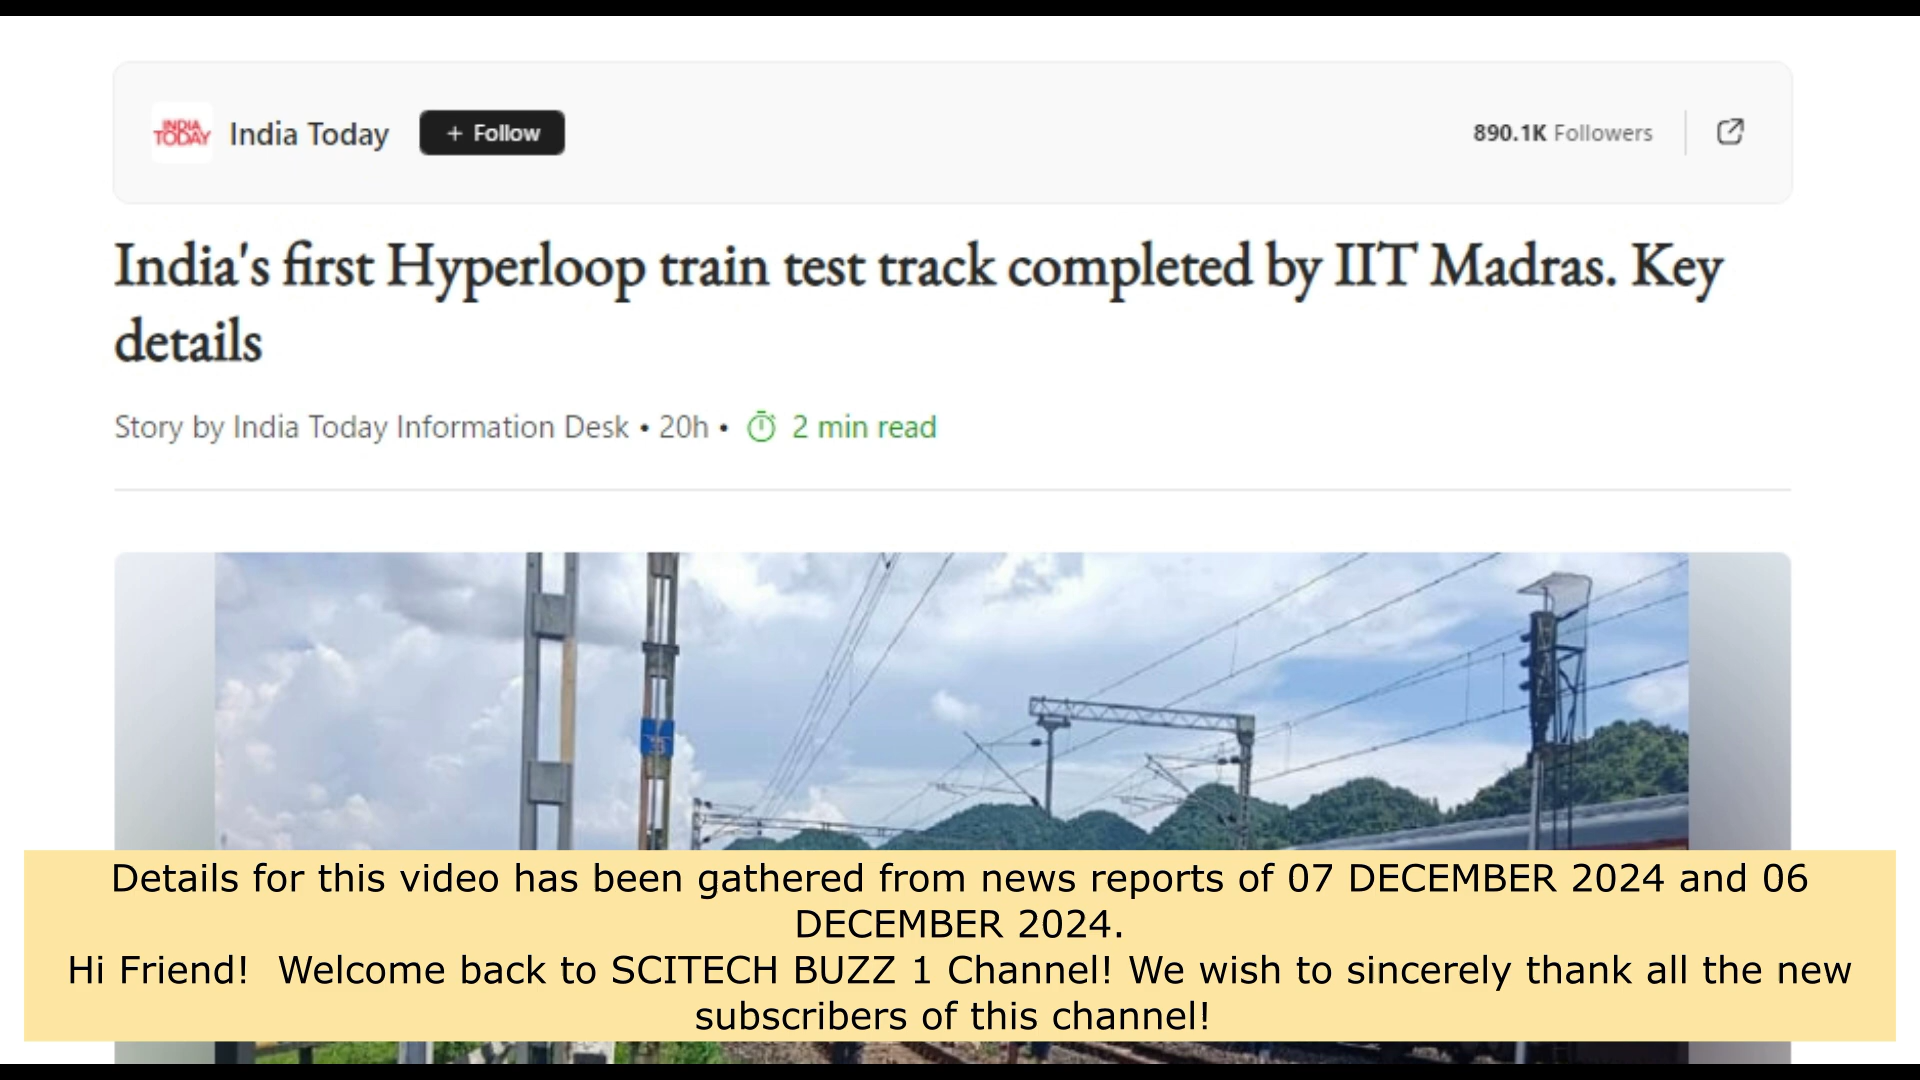 INDIA
TODAY
India Today
+ Follow
890.1K Followers
India's first Hyperloop train test track completed by IIT Madras. Key
details
Story by India Today Information Desk • 20h • 2 min read
Details for this video has been gathered from news reports of 07 DECEMBER 2024 and 06
DECEMBER 2024.
Hi Friend!  Welcome back to SCITECH BUZZ 1 Channel! We wish to sincerely thank all the new
subscribers of this channel!